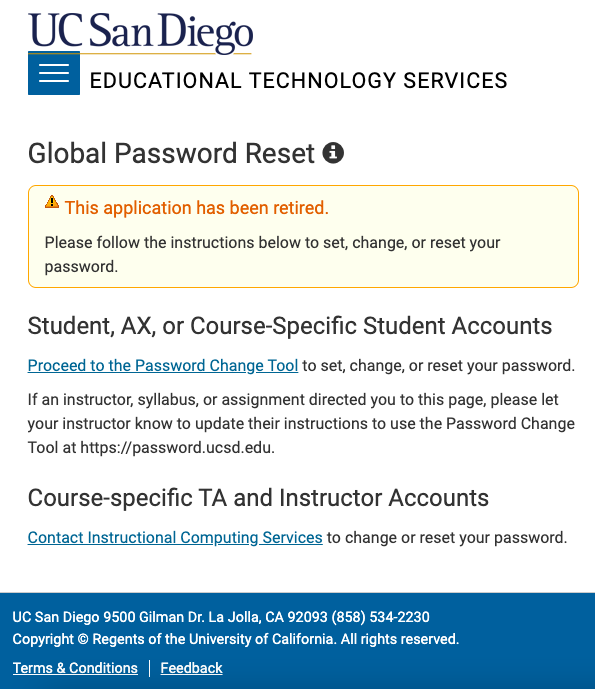 UC San Diego
EDUCATIONAL TECHNOLOGY SERVICES
Global Password Reset
This application has been retired.
Please follow the instructions below to set, change, or reset your
password.
Student, AX, or Course-Specific Student Accounts
Proceed to the Password Change Tool to set, change, or reset your password.
If an instructor, syllabus, or assignment directed you to this page, please let
your instructor know to update their instructions to use the Password Change
Tool at https://password.ucsd.edu.
Course-specific TA and Instructor Accounts
Contact Instructional Computing Services to change or reset your password.
UC San Diego 9500 Gilman Dr. La Jolla, CA 92093 (858) 534-2230
Copyright © Regents of the University of California. All rights reserved.
Terms & Conditions | Feedback